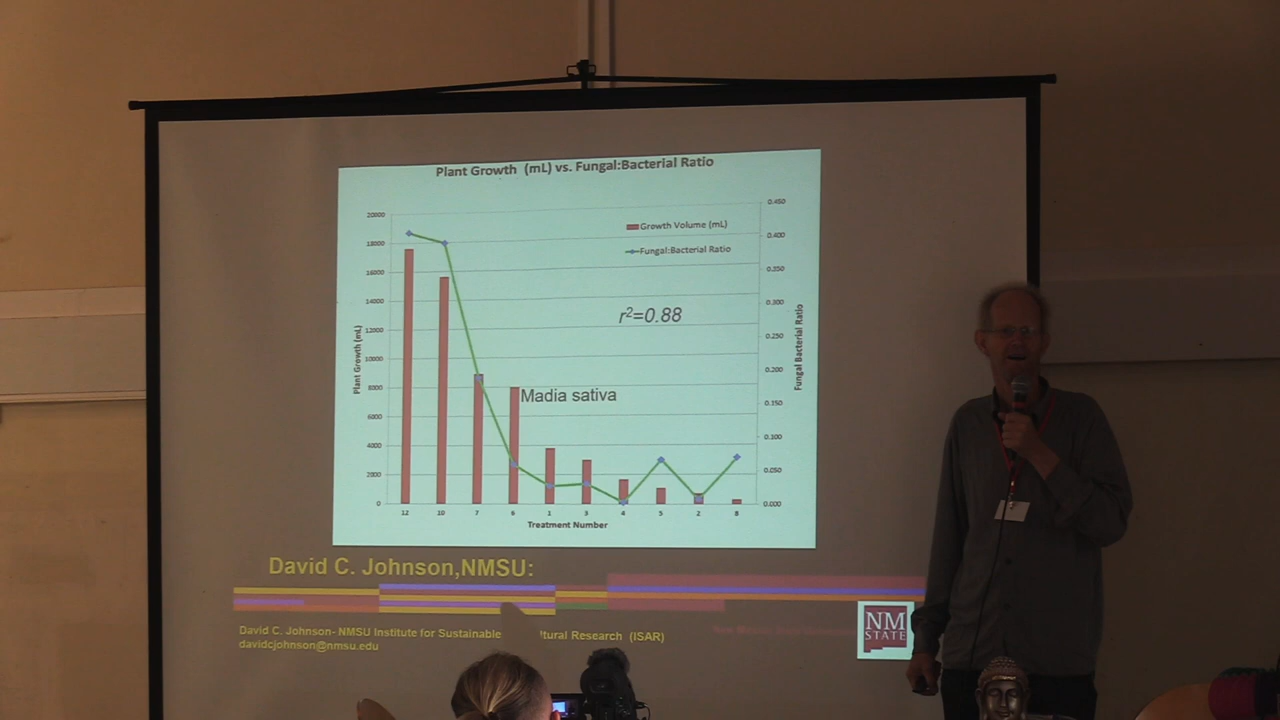 Plant Growth (mL) vs. Fungal:Bacterial Ratio
20000
18000
16000
14000
12000
10000
8000
6000
4000
2000
0
Plant Growth (mL)
0.450
0.400
0.350
0.300
0.250
0.200
0.150
0.100
0.050
0.000
Fungal Bacterial Ratio
Growth Volume (mL)
Fungal:Bacterial Ratio
r²=0.88
Madia sativa
12 10 7 6 1 3 4 5 2 8
Treatment Number
David C. Johnson,NMSU:
David C. Johnson- NMSU Institute for Sustainable tural Research (ISAR)
davidcjohnson@nmsu.edu
NM
STATE